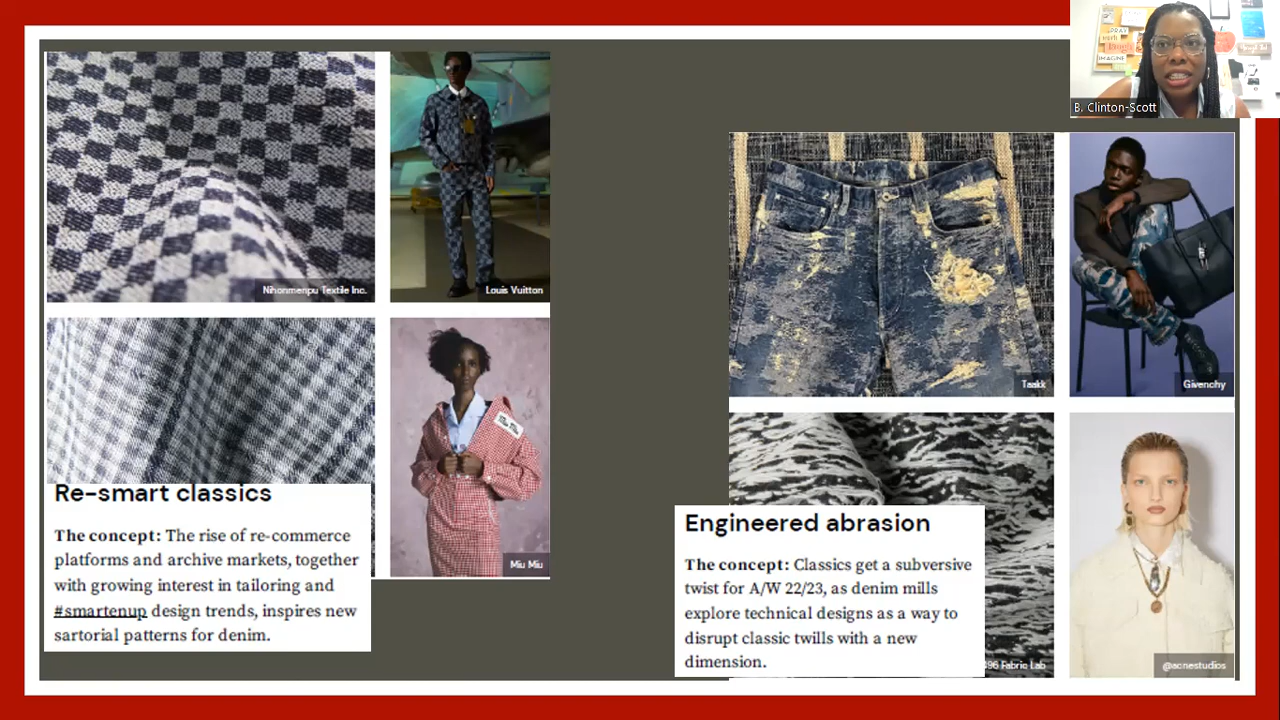 B. Clinton-Scott
Nihonmenpu Textile Inc.
Louis Vuitton
Miu Miu
Re-smart classics
The concept: The rise of re-commerce
platforms and archive markets, together
with growing interest in tailoring and
#smartenup design trends, inspires new
sartorial patterns for denim.
Taakk
Givenchy
Engineered abrasion
The concept: Classics get a subversive
twist for A/W 22/23, as denim mills
explore technical designs as a way to
disrupt classic twills with a new
dimension.
96 Fabric Lab
@acnestudios
IMAGINE